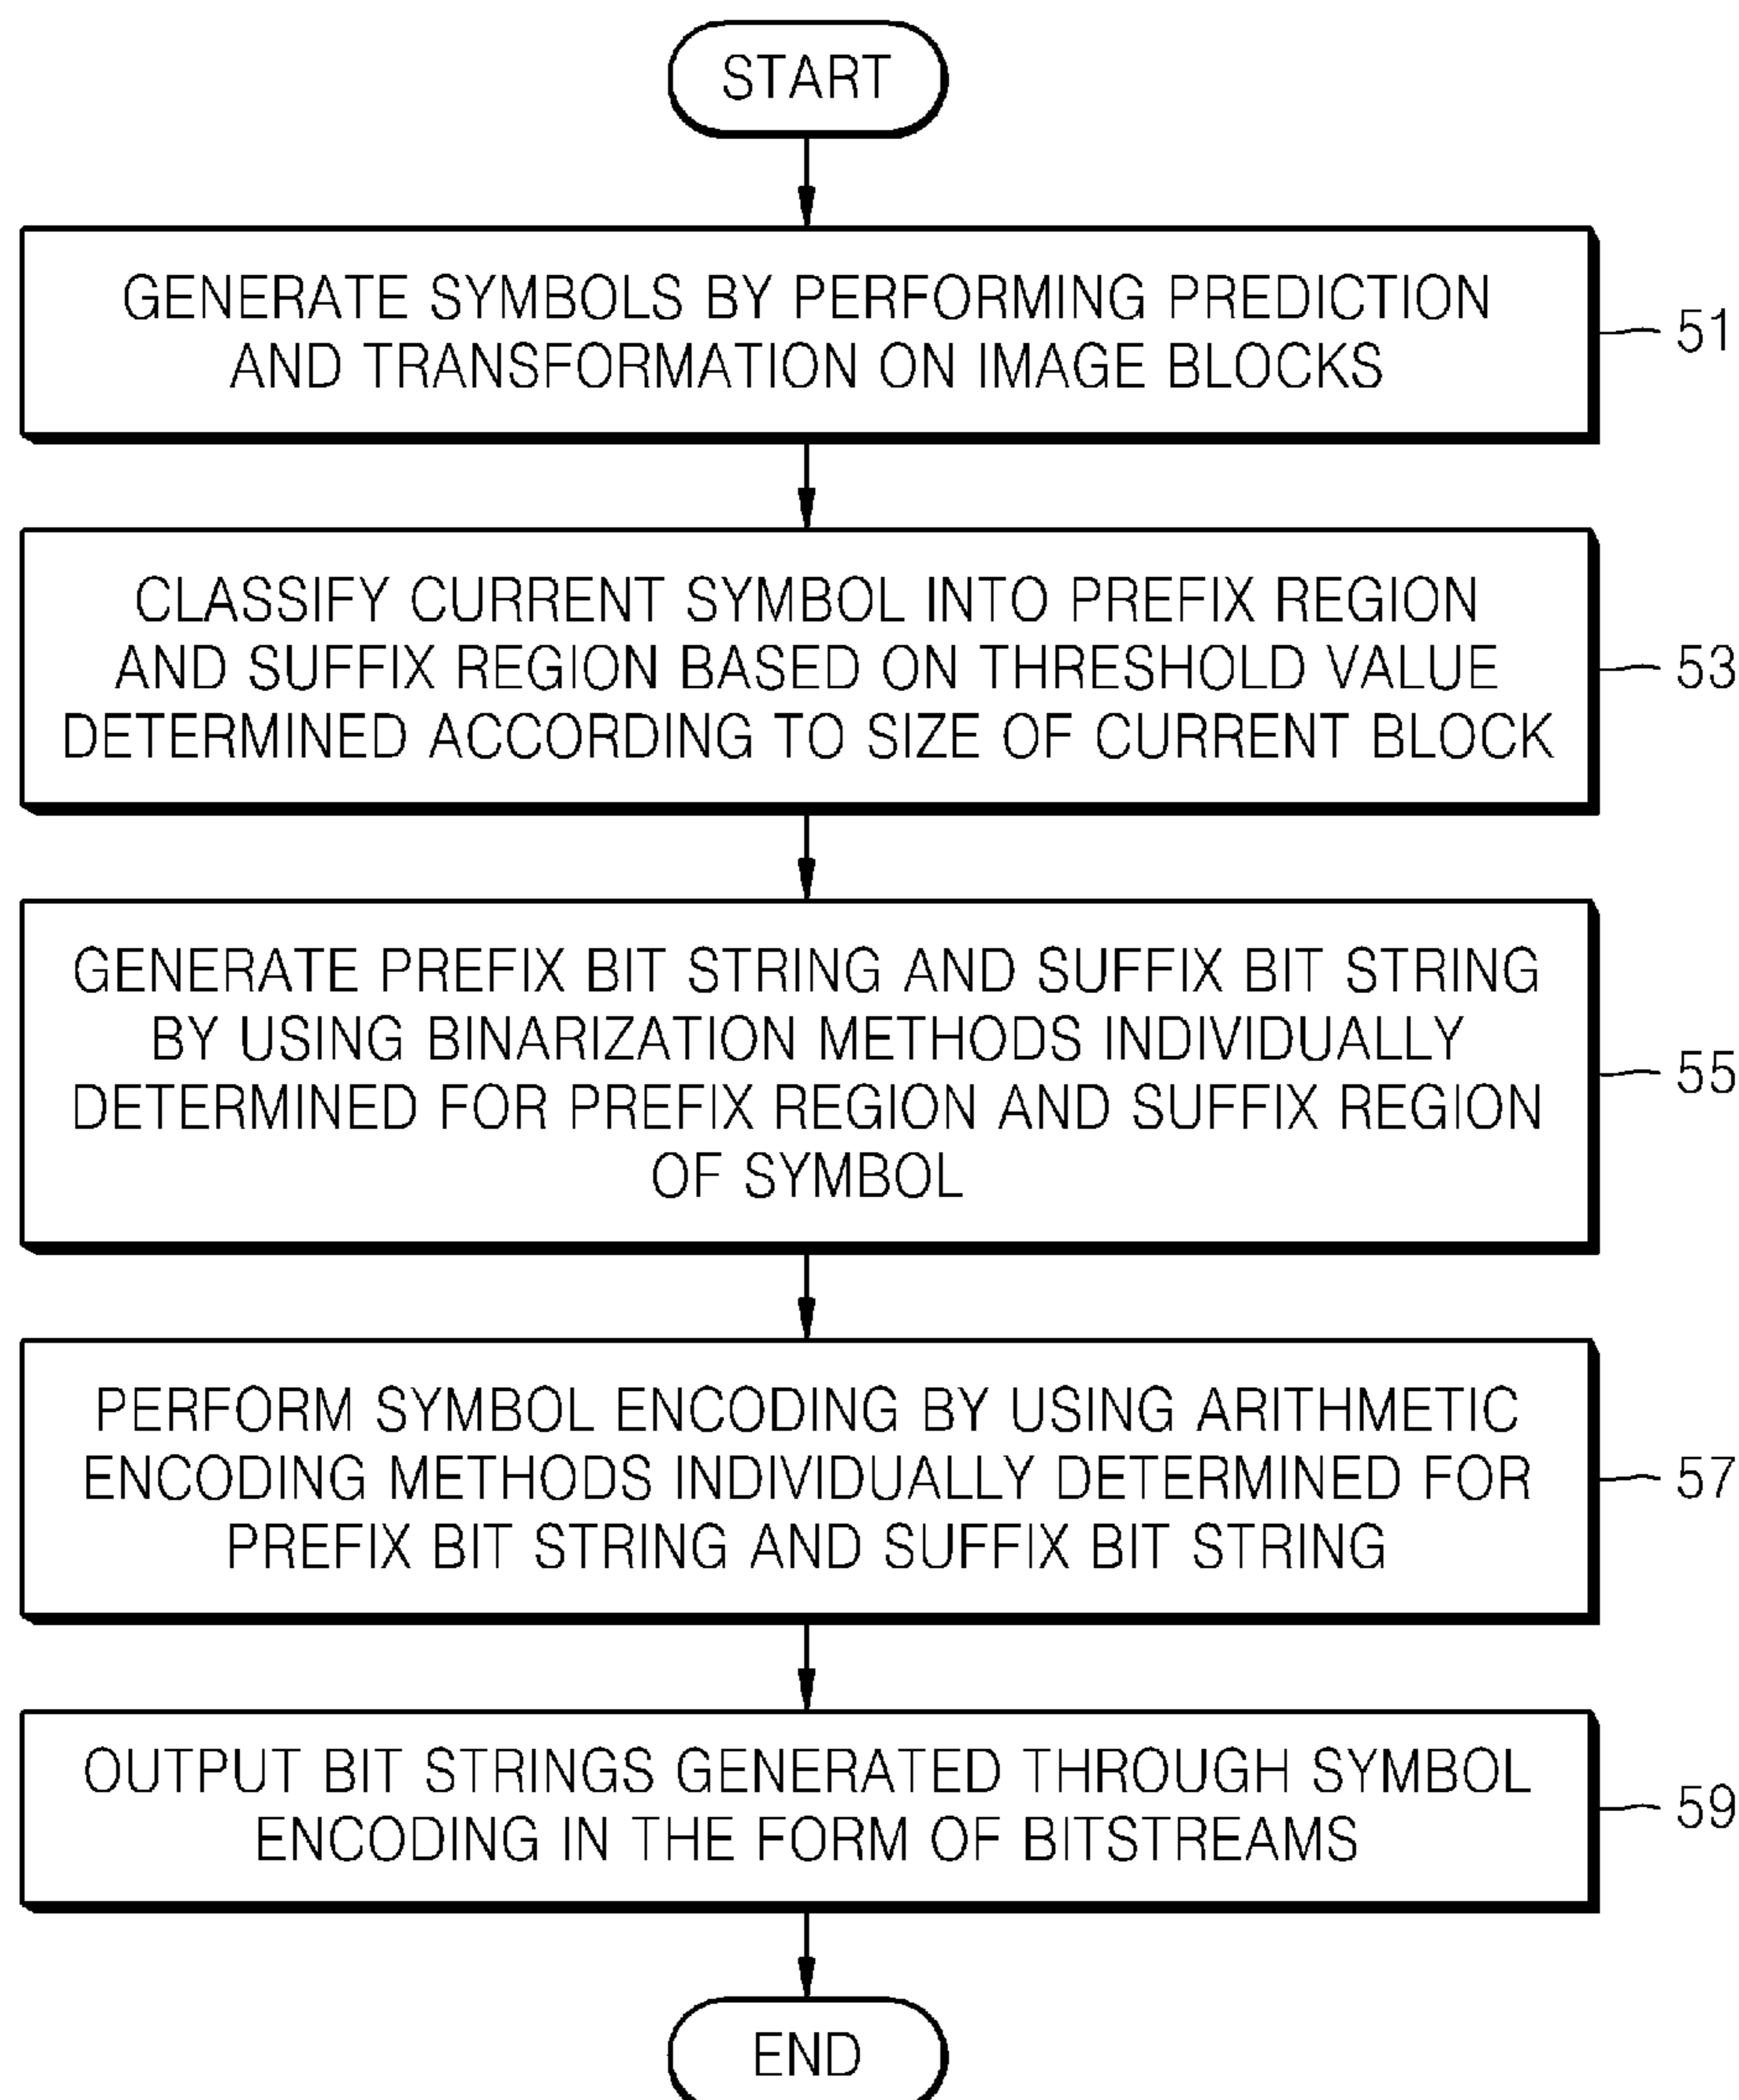 START
GENERATE SYMBOLS BY PERFORMING PREDICTION
AND TRANSFORMATION ON IMAGE BLOCKS
51
CLASSIFY CURRENT SYMBOL INTO PREFIX REGION
AND SUFFIX REGION BASED ON THRESHOLD VALUE
DETERMINED ACCORDING TO SIZE OF CURRENT BLOCK
53
GENERATE PREFIX BIT STRING AND SUFFIX BIT STRING
BY USING BINARIZATION METHODS INDIVIDUALLY
DETERMINED FOR PREFIX REGION AND SUFFIX REGION
OF SYMBOL
55
PERFORM SYMBOL ENCODING BY USING ARITHMETIC
ENCODING METHODS INDIVIDUALLY DETERMINED FOR
PREFIX BIT STRING AND SUFFIX BIT STRING
57
OUTPUT BIT STRINGS GENERATED THROUGH SYMBOL
ENCODING IN THE FORM OF BITSTREAMS
59
END